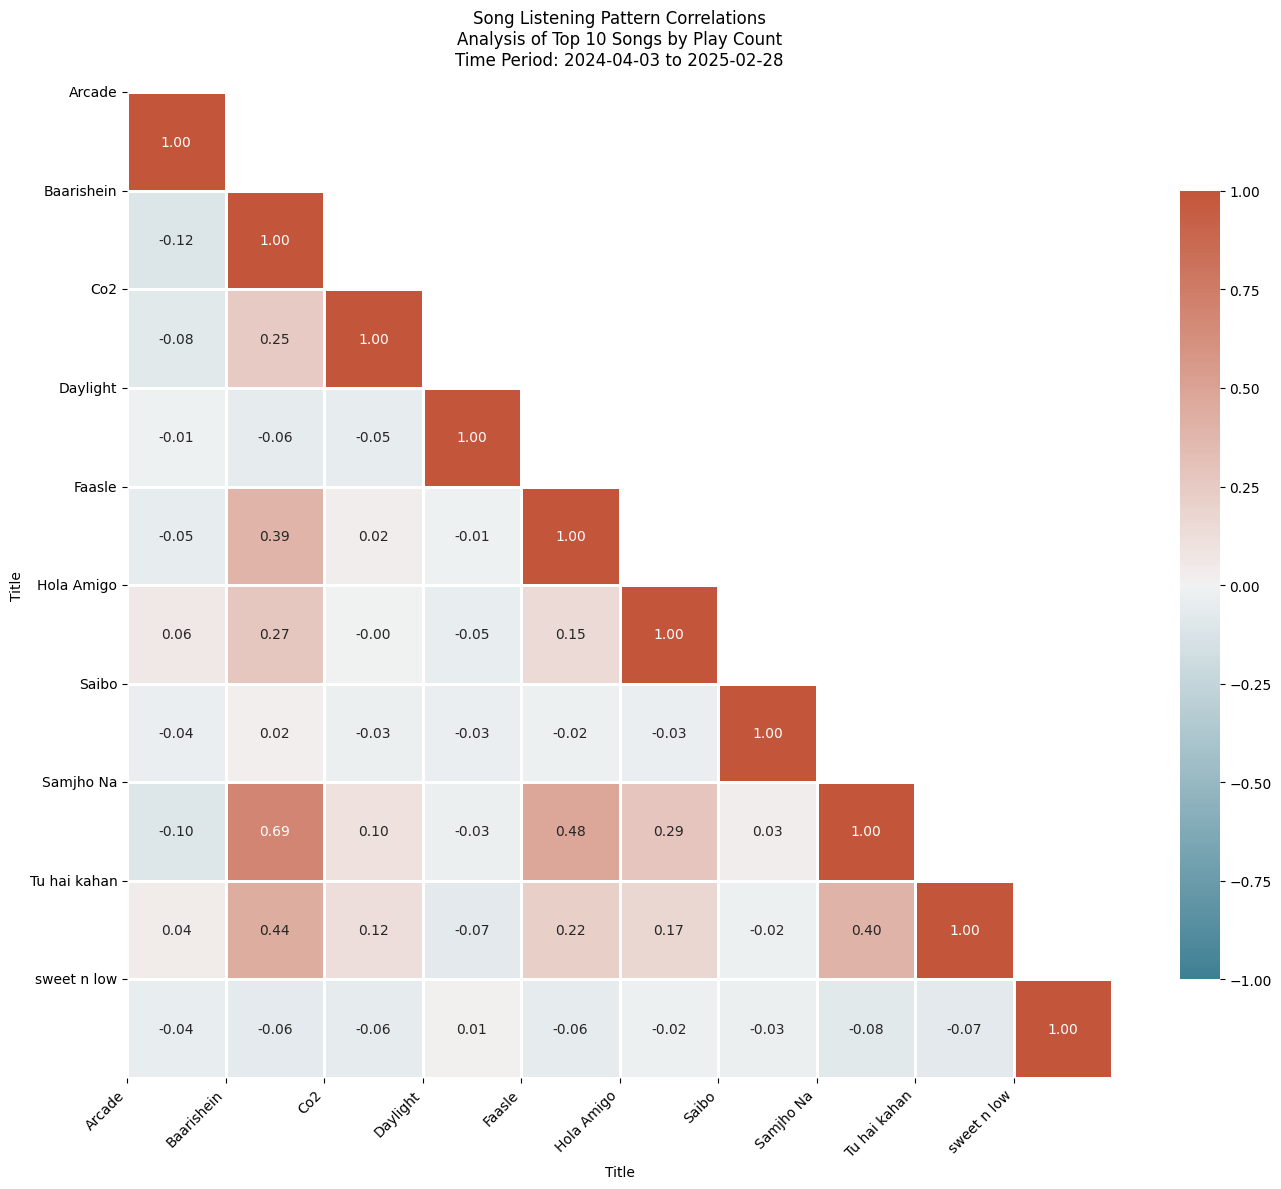 Song Listening Pattern Correlations
Analysis of Top 10 Songs by Play Count
Time Period: 2024-04-03 to 2025-02-28
Arcade
1.00
Baarishein
-0.12 1.00
Co2
-0.08 0.25 1.00
Daylight
-0.01 -0.06 -0.05 1.00
Faasle
-0.05 0.39 0.02 -0.01 1.00
Hola Amigo
0.06 0.27 -0.00 -0.05 0.15 1.00
Saibo
-0.04 0.02 -0.03 -0.03 -0.02 -0.03 1.00
Samjho Na
-0.10 0.69 0.10 -0.03 0.48 0.29 0.03 1.00
Tu hai kahan
0.04 0.44 0.12 -0.07 0.22 0.17 -0.02 0.40 1.00
sweet n low
-0.04 -0.06 -0.06 0.01 -0.06 -0.02 -0.03 -0.08 -0.07 1.00
Title
Arcade Baarishein Co2 Daylight Faasle Hola Amigo Saibo Samjho Na Tu hai kahan sweet n low
Title
1.00
0.75
0.50
0.25
0.00
−0.25
−0.50
−0.75
−1.00